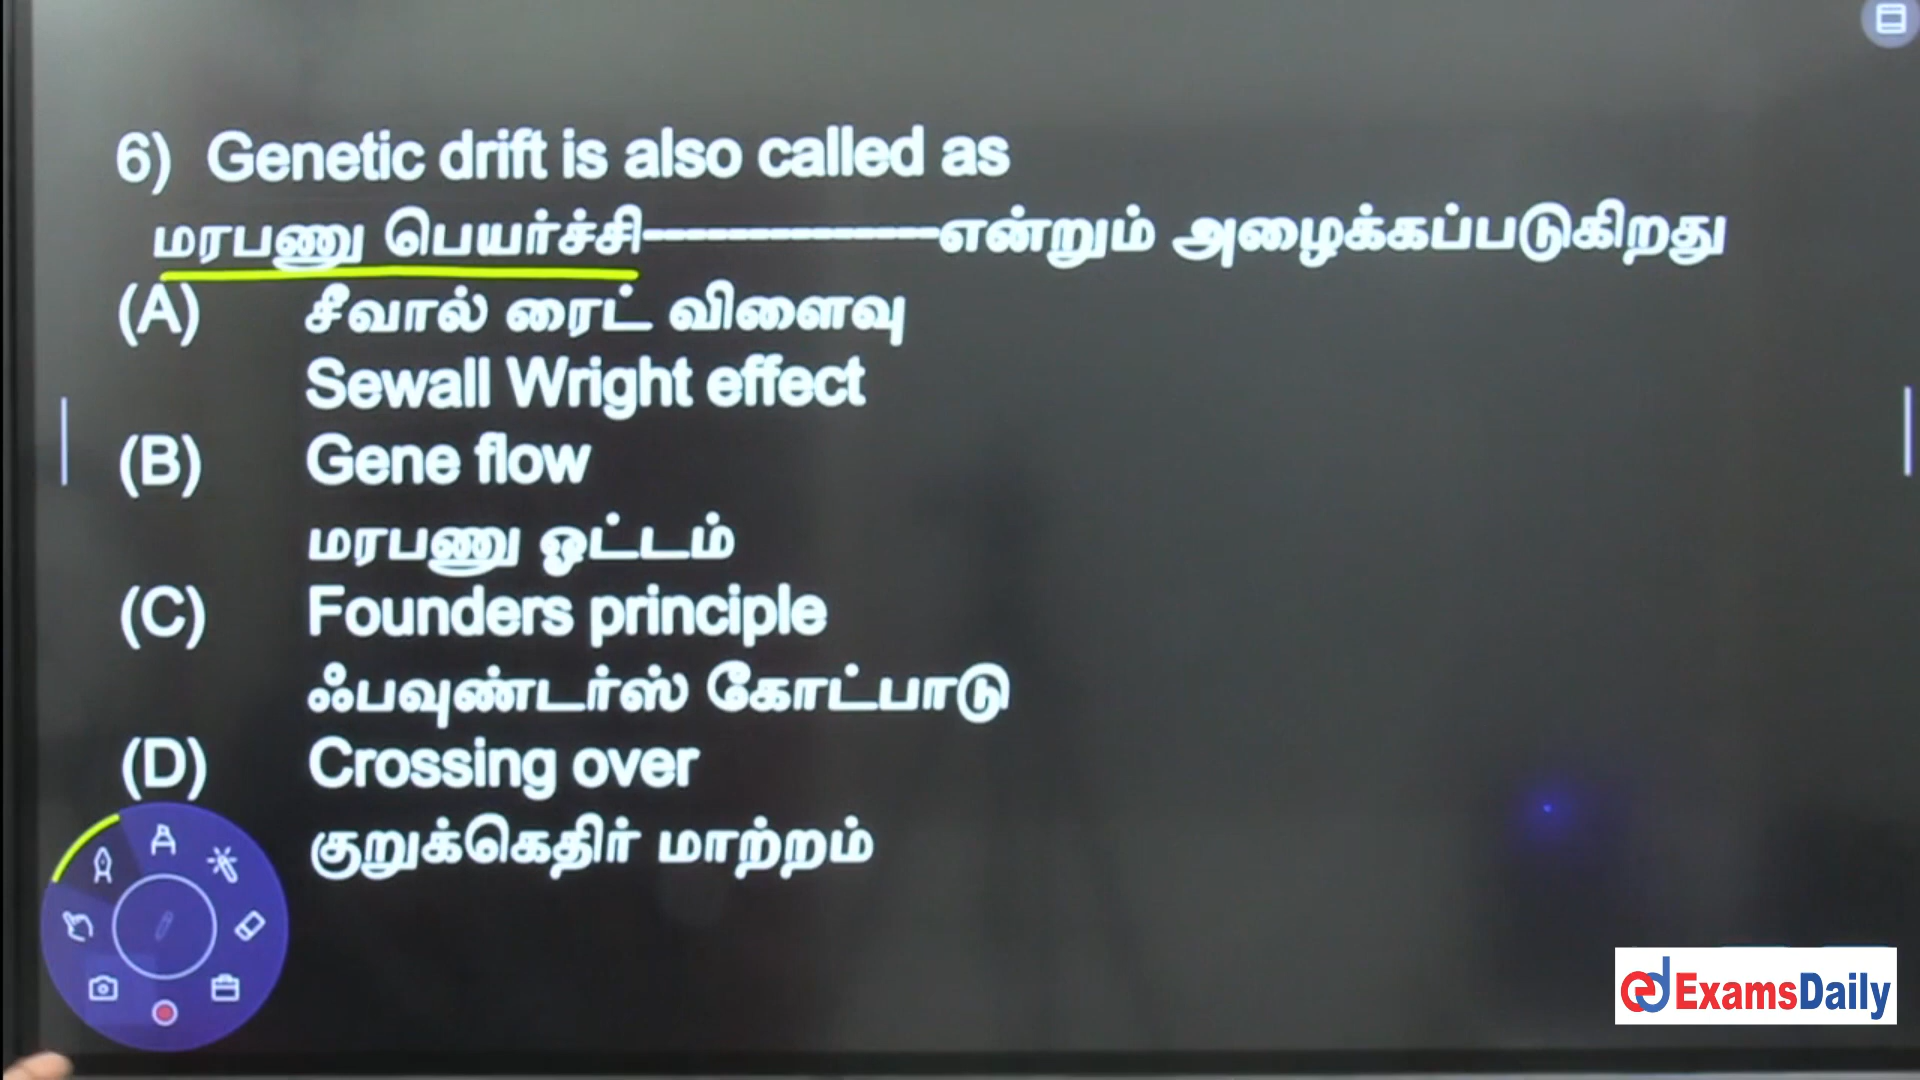 6) Genetic drift is also called as
மரபணு பெயர்ச்சி---------------என்றும் அழைக்கப்படுகிறது
(A) சீவால் ரைட் விளைவு
Sewall Wright effect
(B) Gene flow
மரபணு ஓட்டம்
(C) Founders principle
ஃபவுண்டர்ஸ் கோட்பாடு
(D) Crossing over
குறுக்கெதிர் மாற்றம்
ExamsDaily